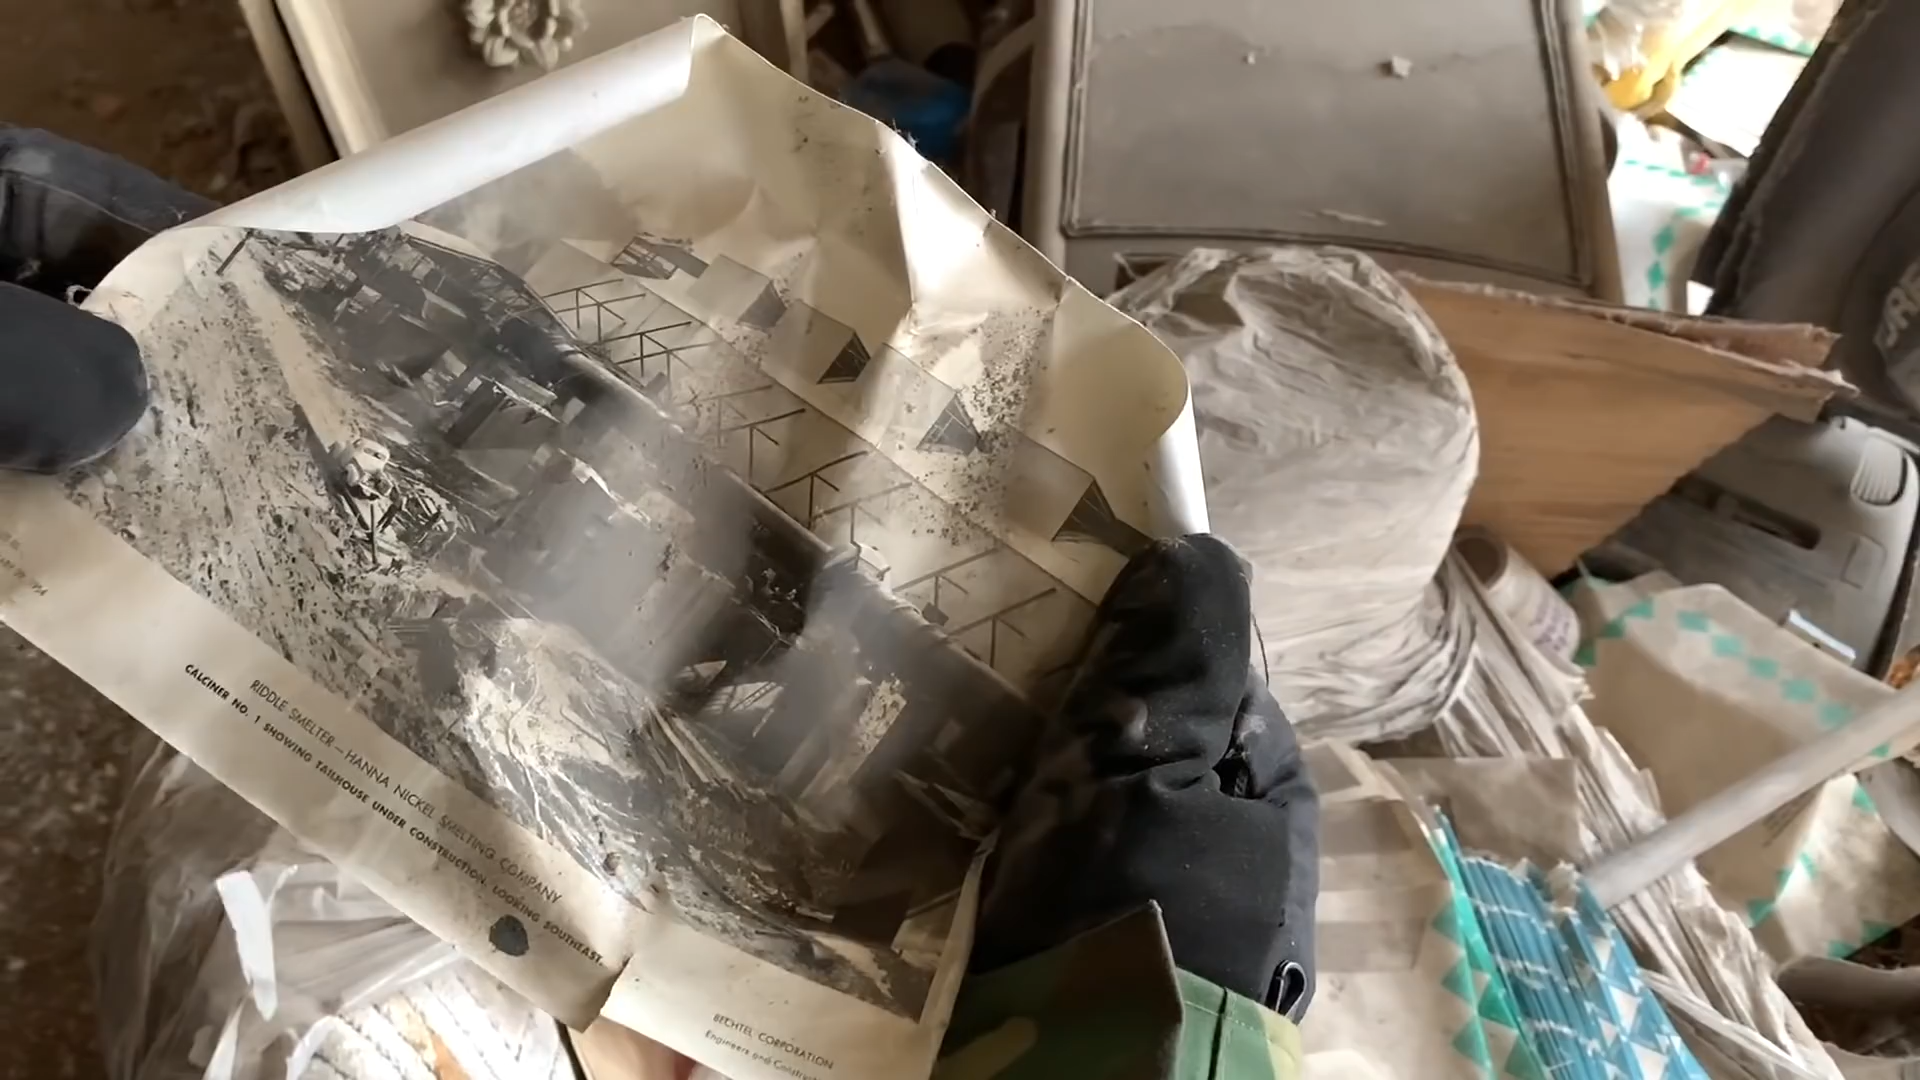 RIDDLE SMELTER — HANNA NICKEL SMELTING COMPANY
CALCINER NO. 1 SHOWING TAILHOUSE UNDER CONSTRUCTION, LOOKING SOUTHEAST.
BECHTEL CORPORATION
Engineers and